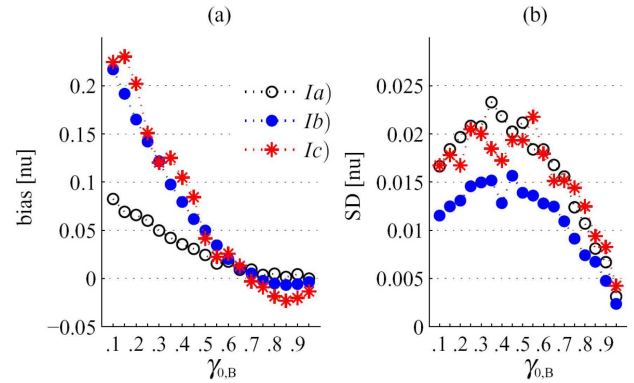 (a)
(b)
bias [nu]
0.2
0.15
0.1
0.05
0
−0.05
Ia)
Ib)
Ic)
.1 .2 .3 .4 .5 .6 .7 .8 .9
γ0,B
SD [nu]
0.025
0.02
0.015
0.01
0.005
0
.1 .2 .3 .4 .5 .6 .7 .8 .9
γ0,B